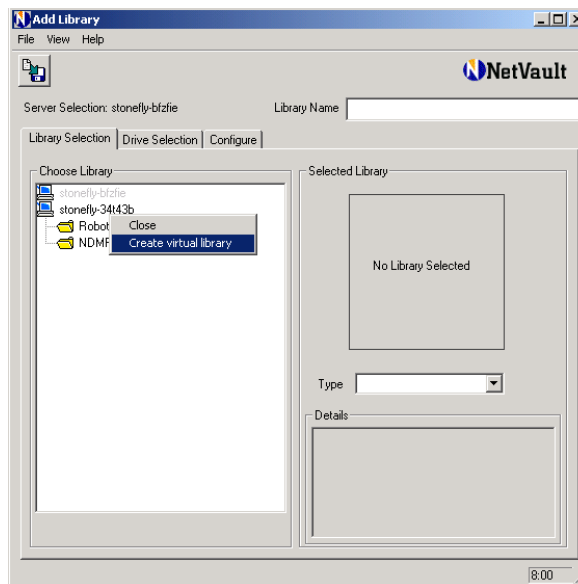 Add Library
File View Help
NetVault
Server Selection: stonefly-bfzfie Library Name
Library Selection Drive Selection Configure
Choose Library Selected Library
stonefly-bfzfie
stonefly-34t43b
Robot Close
NDMP Create virtual library
No Library Selected
Type
Details
8:00